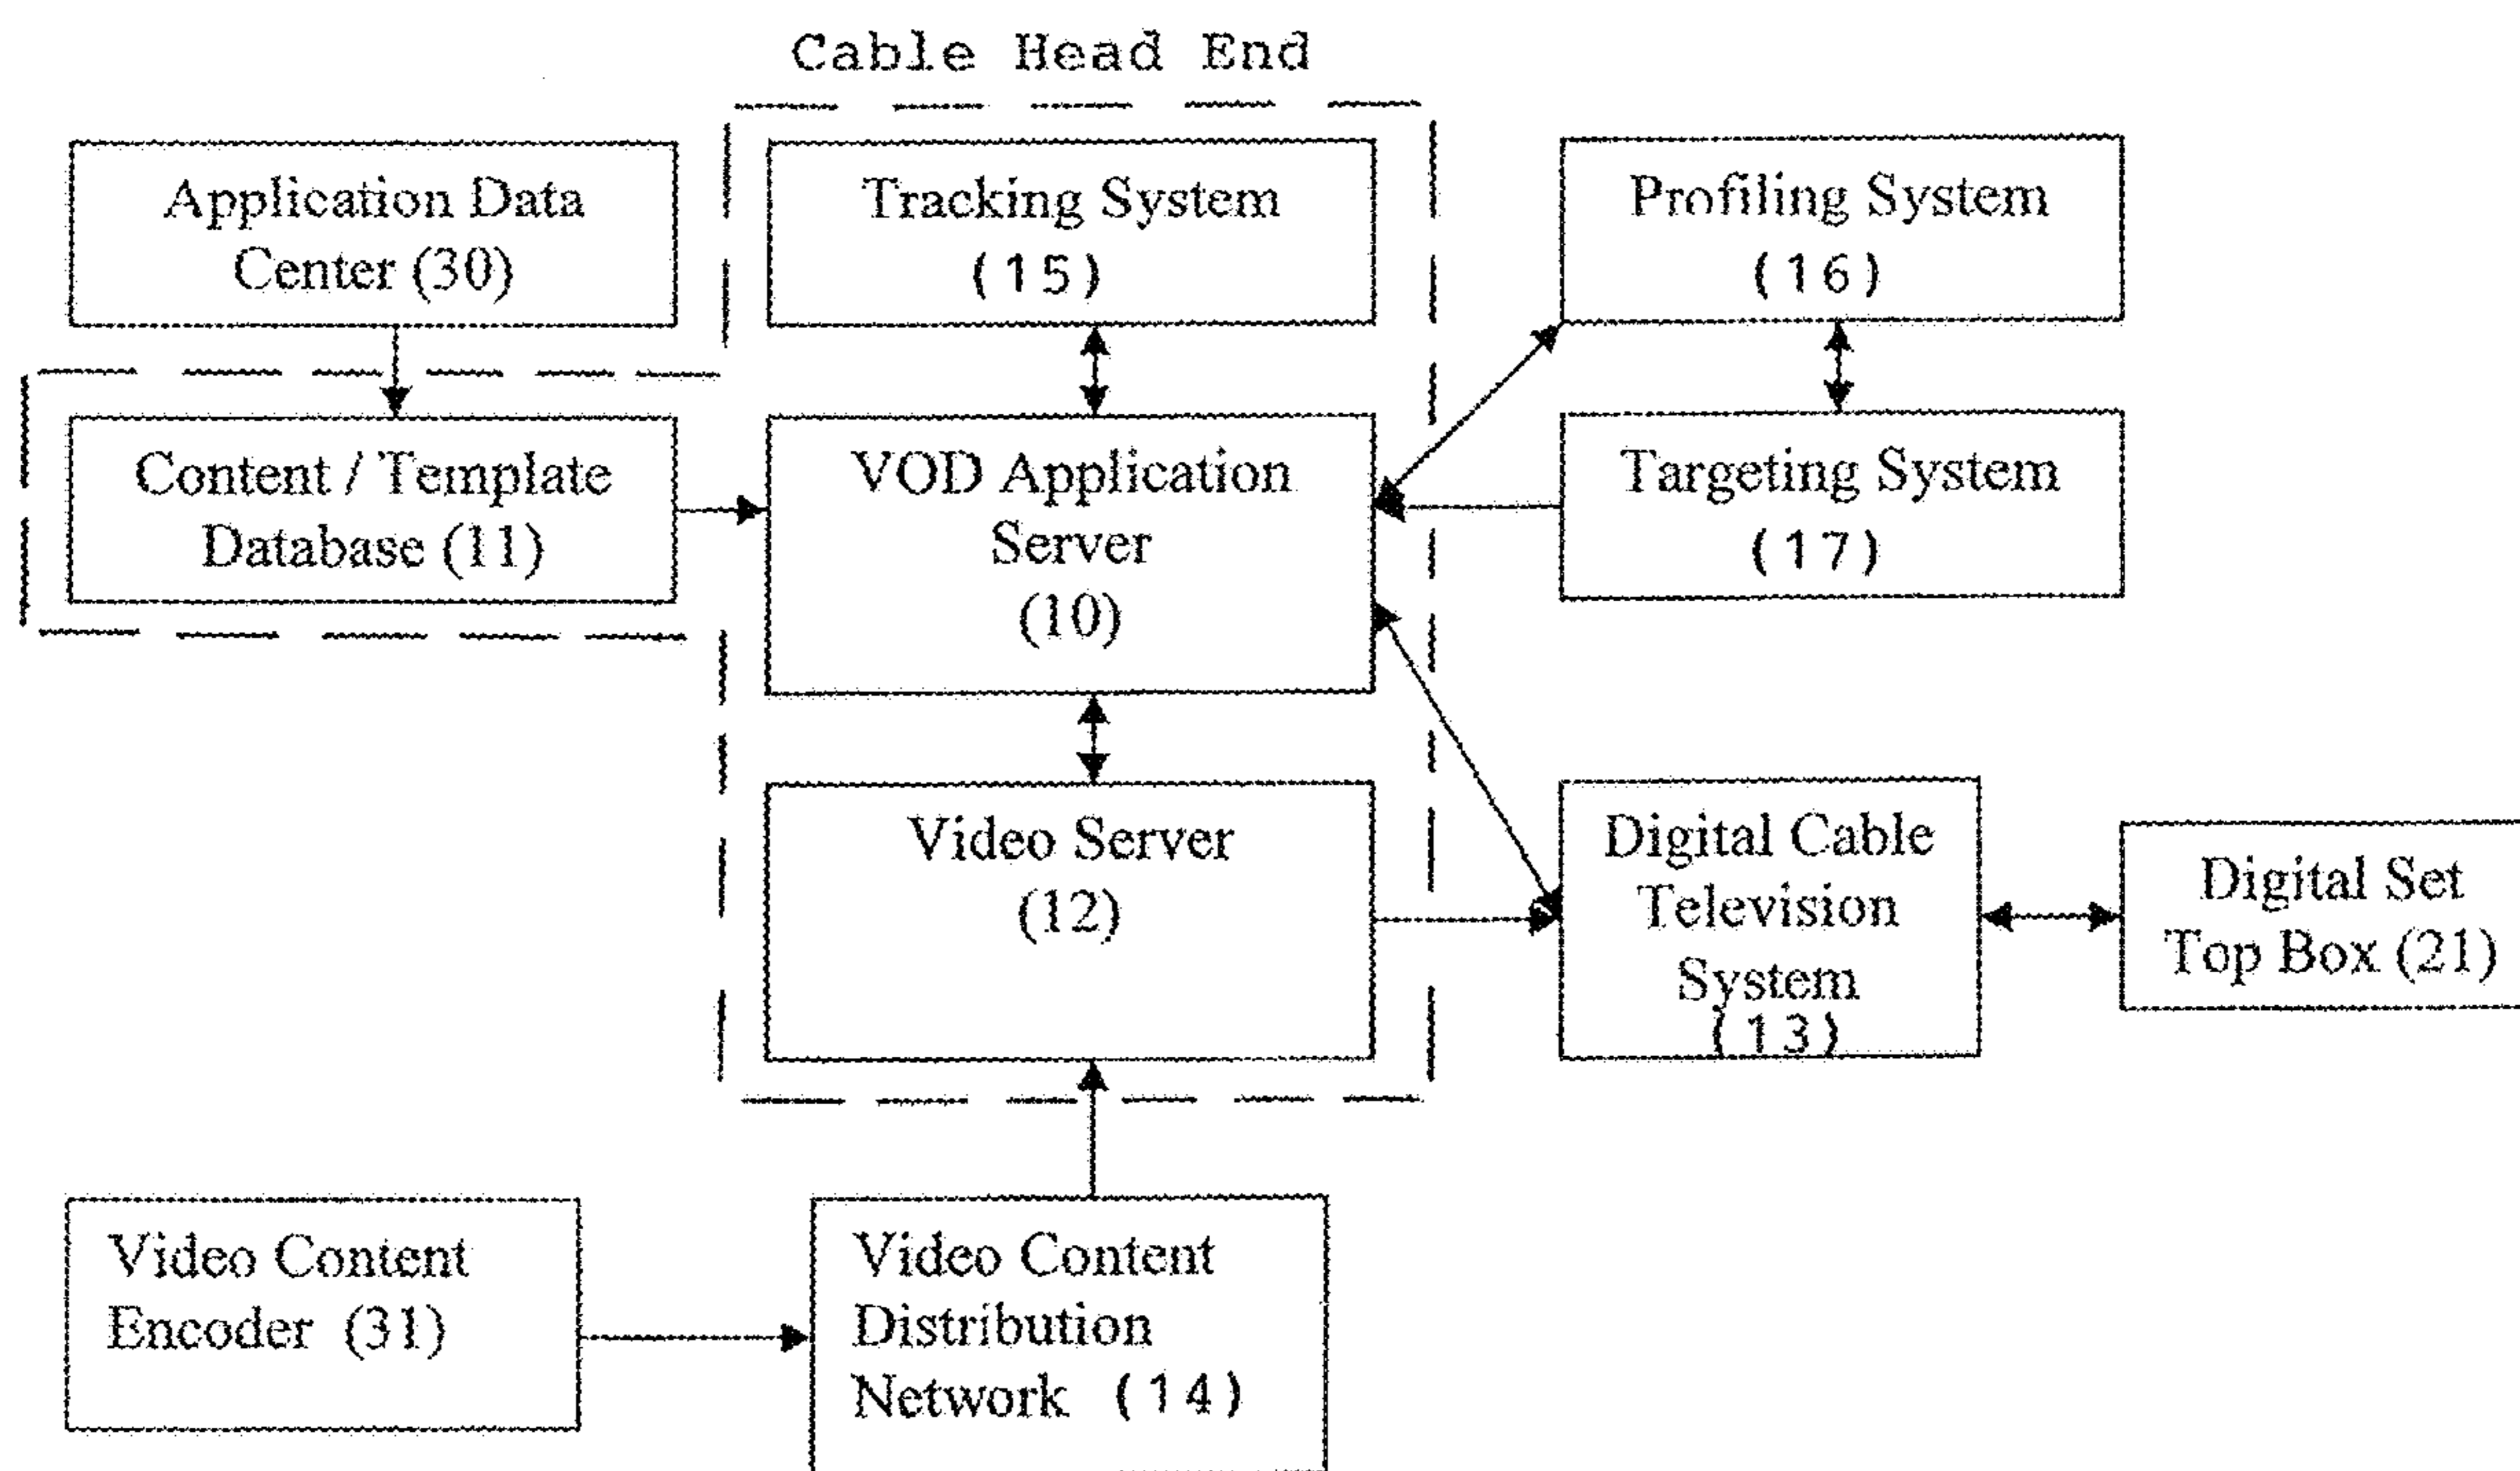 Cable Head End
Application Data
Center (30)
Tracking System
(15)
Profiling System
(16)
Content / Template
Database (11)
VOD Application
Server
(10)
Targeting System
(17)
Video Server
(12)
Digital Cable
Television
System
(13)
Digital Set
Top Box (21)
Video Content
Encoder (31)
Video Content
Distribution
Network (14)